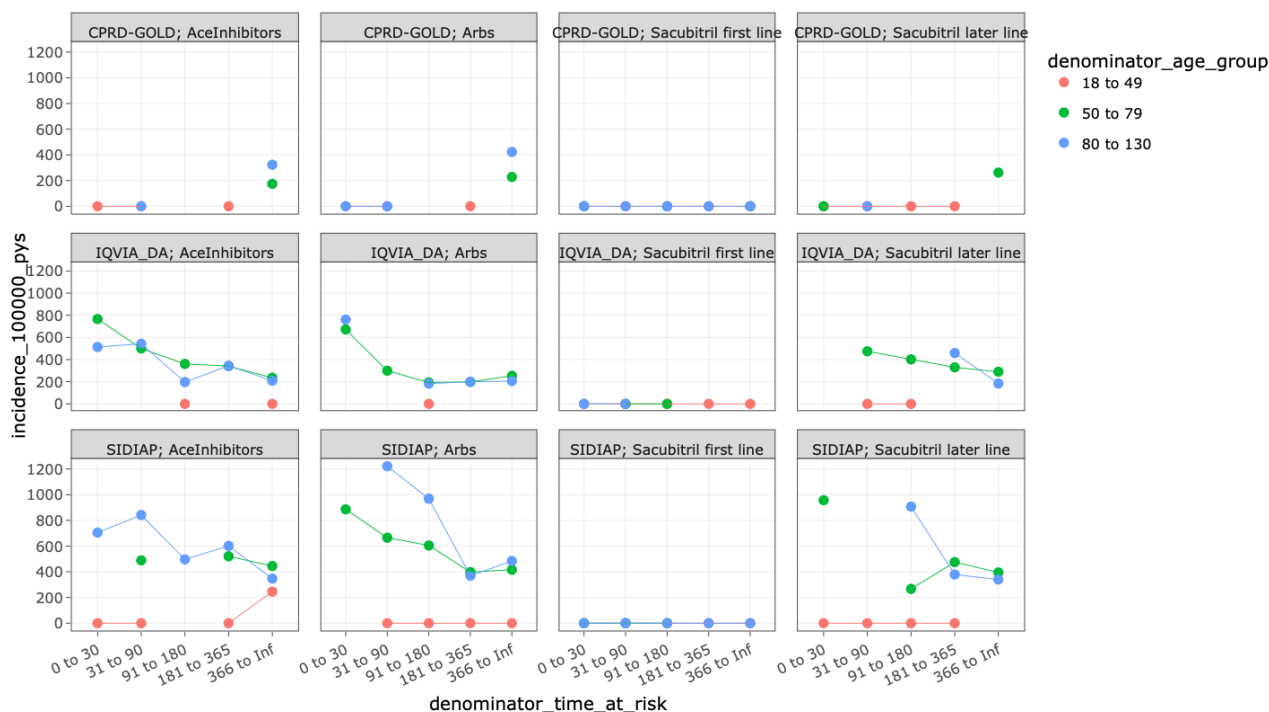 CPRD-GOLD; AceInhibitors
CPRD-GOLD; Arbs
CPRD-GOLD; Sacubitril first line
CPRD-GOLD; Sacubitril later line
denominator_age_group
18 to 49
50 to 79
80 to 130
1200
1000
800
600
400
200
0
IQVIA_DA; AceInhibitors
IQVIA_DA; Arbs
IQVIA_DA; Sacubitril first line
IQVIA_DA; Sacubitril later line
incidence_100000_pys
1200
1000
800
600
400
200
0
SIDIAP; AceInhibitors
SIDIAP; Arbs
SIDIAP; Sacubitril first line
SIDIAP; Sacubitril later line
1200
1000
800
600
400
200
0
0 to 30
31 to 90
91 to 180
181 to 365
366 to Inf
0 to 30
31 to 90
91 to 180
181 to 365
366 to Inf
0 to 30
31 to 90
91 to 180
181 to 365
366 to Inf
0 to 30
31 to 90
91 to 180
181 to 365
366 to Inf
denominator_time_at_risk